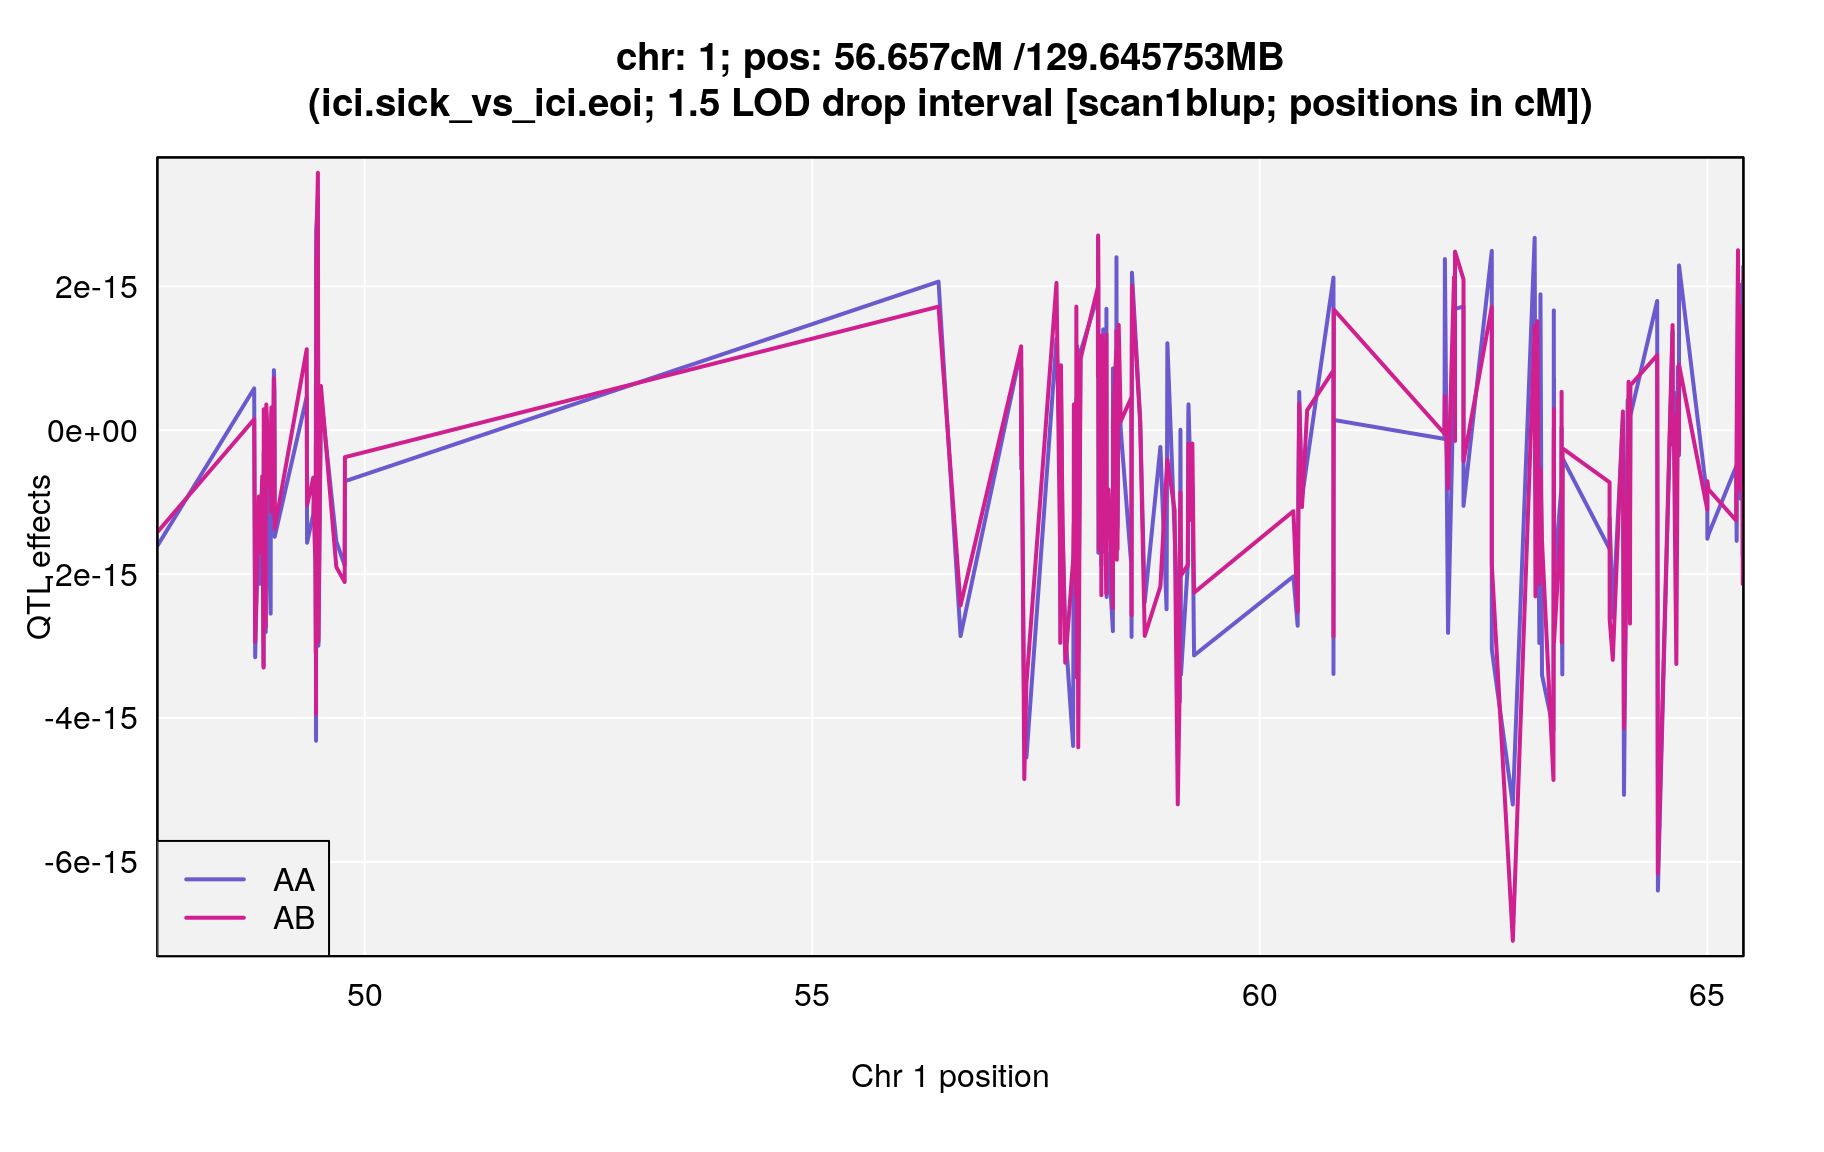 chr: 1; pos: 56.657cM /129.645753MB
(ici.sick_vs_ici.eoi; 1.5 LOD drop interval [scan1blup; positions in cM])
QTL effects
2e-15
0e+00
-2e-15
-4e-15
-6e-15
AA
AB
50 55 60 65
Chr 1 position